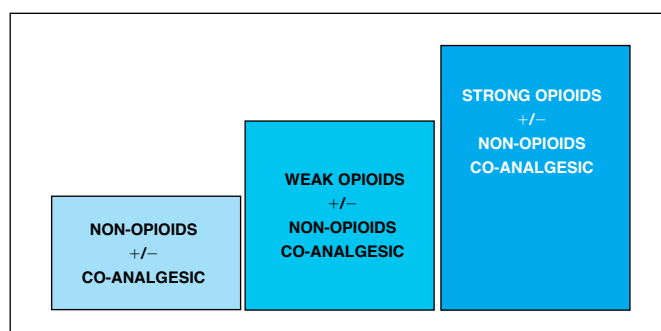 NON-OPIOIDS
+/−
CO-ANALGESIC
WEAK OPIOIDS
+/−
NON-OPIOIDS
CO-ANALGESIC
STRONG OPIOIDS
+/−
NON-OPIOIDS
CO-ANALGESIC